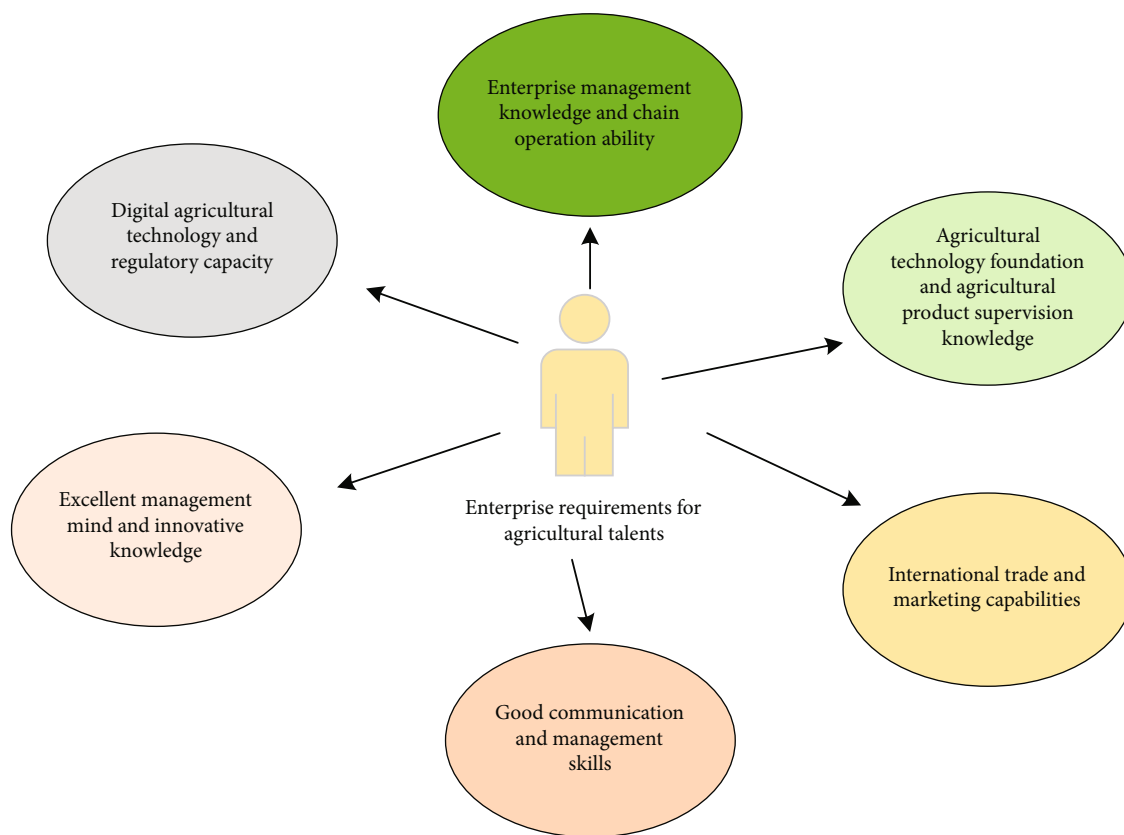 Enterprise management
knowledge and chain
operation ability
Digital agricultural
technology and
regulatory capacity
Agricultural
technology foundation
and agricultural
product supervision
knowledge
Excellent management
mind and innovative
knowledge
Enterprise requirements for
agricultural talents
International trade and
marketing capabilities
Good communication
and management
skills